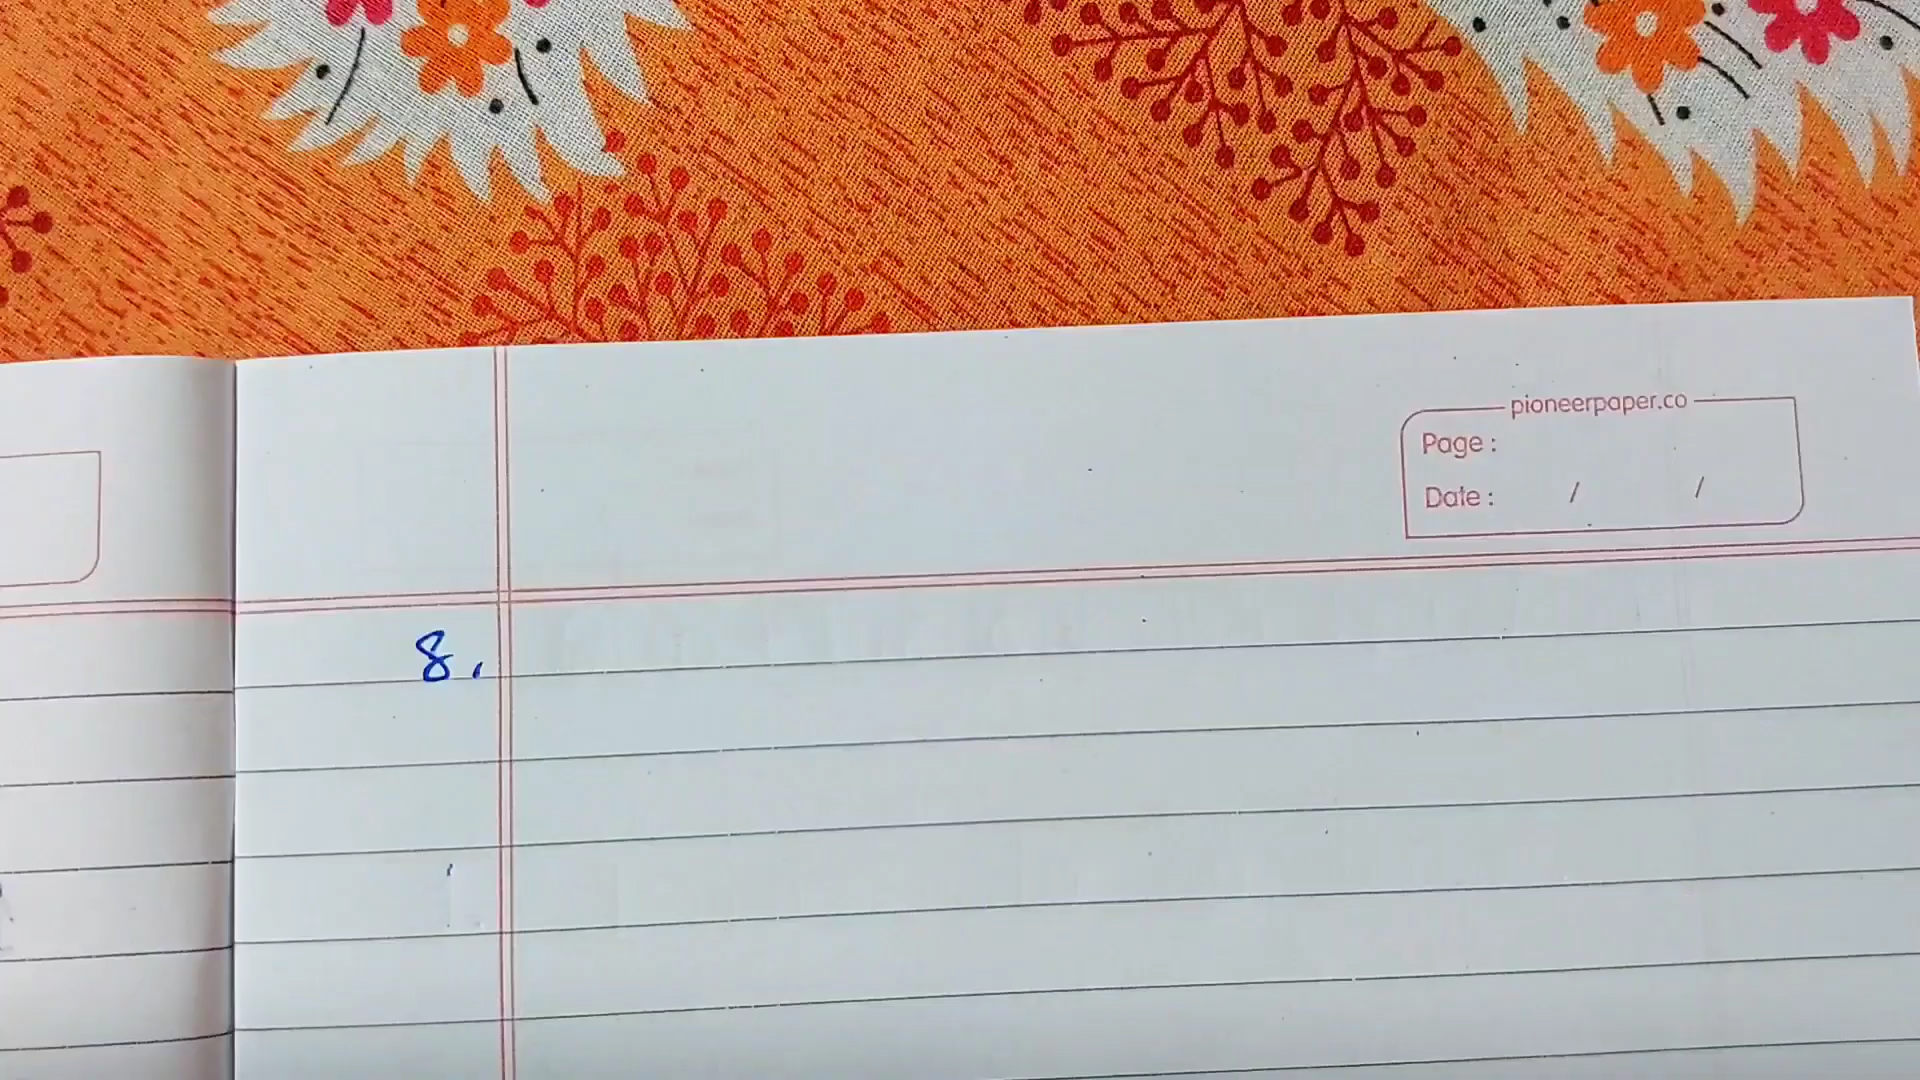 pioneerpaper.co
Page :
Date : / /
8.